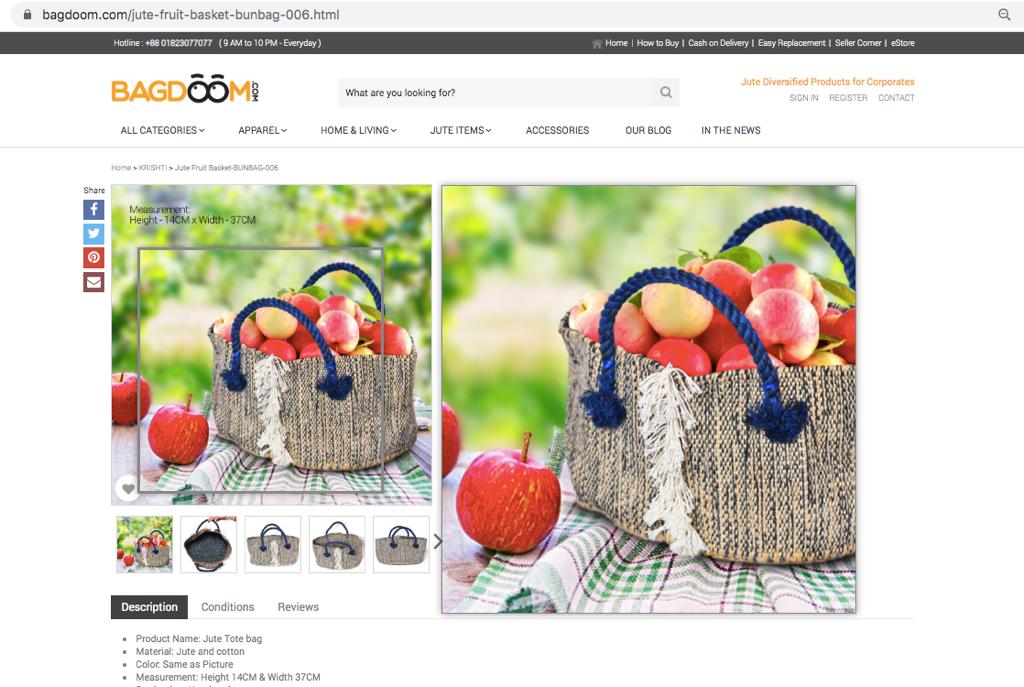 bagdoom.com/jute-fruit-basket-bunbag-006.html
Hotline : +88 01823077077 ( 9 AM to 10 PM - Everyday ) Home | How to Buy | Cash on Delivery | Easy Replacement | Seller Corner | eStore
BAGDOOM.COM
What are you looking for?
Jute Diversified Products for Corporates
SIGN IN REGISTER CONTACT
ALL CATEGORIES APPAREL HOME & LIVING JUTE ITEMS ACCESSORIES OUR BLOG IN THE NEWS
Home > KRISHTI > Jute Fruit Basket-BUNBAG-006
Share
Measurement:
Height - 14CM x Width - 37CM
Description Conditions Reviews
Product Name: Jute Tote bag
Material: Jute and cotton
Color: Same as Picture
Measurement: Height 14CM & Width 37CM